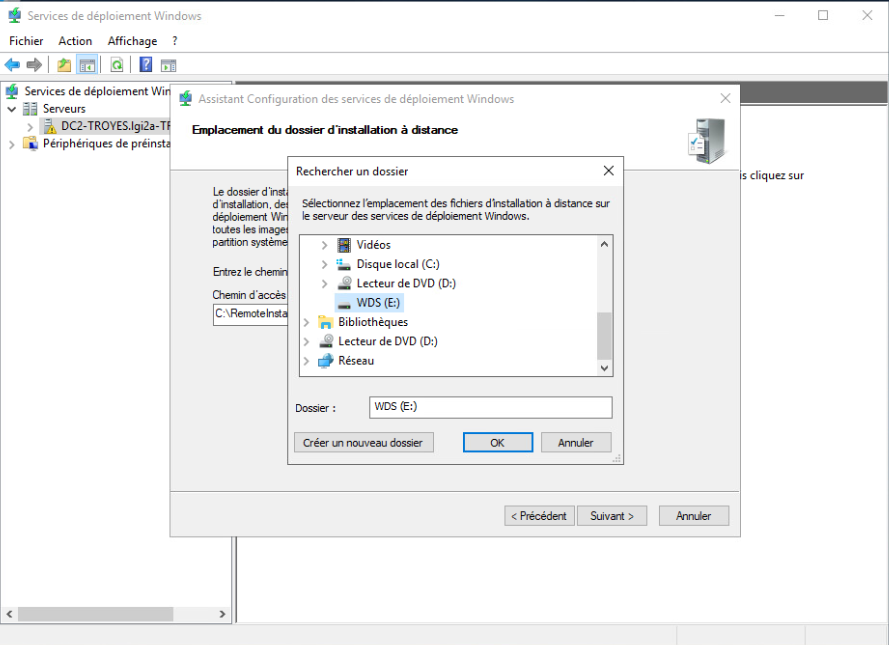 Services de déploiement Windows
Fichier Action Affichage ?
Services de déploiement Win
Serveurs
DC2-TROYES.lgi2a-TF
Périphériques de préinsta
Assistant Configuration des services de déploiement Windows
Emplacement du dossier d'installation à distance
Le dossier d'insta
d'installation, des
déploiement Win
toutes les images
partition système
Entrez le chemin
Chemin d'accès
C:\RemoteInsta
Rechercher un dossier
Sélectionnez l'emplacement des fichiers d'installation à distance sur
le serveur des services de déploiement Windows.
Vidéos
Disque local (C:)
Lecteur de DVD (D:)
WDS (E:)
Bibliothèques
Lecteur de DVD (D:)
Réseau
Dossier :
WDS (E:)
Créer un nouveau dossier
OK
Annuler
is cliquez sur
< Précédent
Suivant >
Annuler